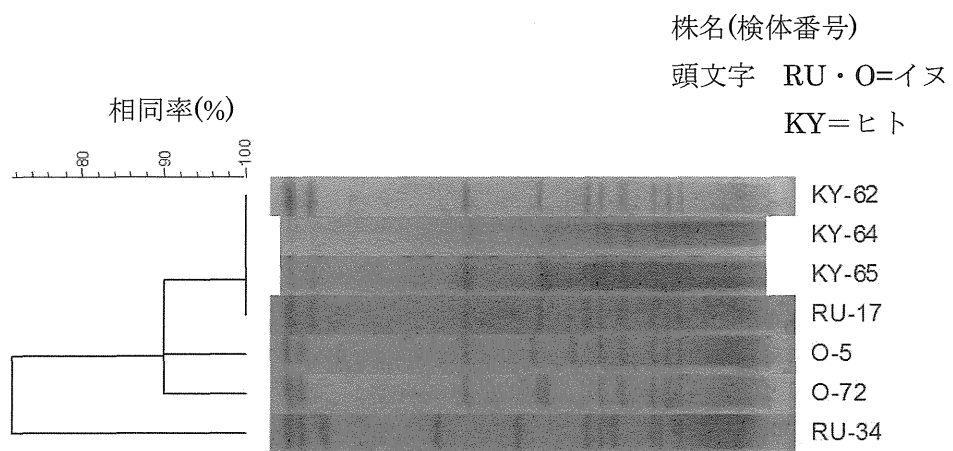 株名(検体番号)
頭文字 RU・O=イヌ
KY=ヒト
相同率(%)
80 90 100
KY-62
KY-64
KY-65
RU-17
O-5
O-72
RU-34